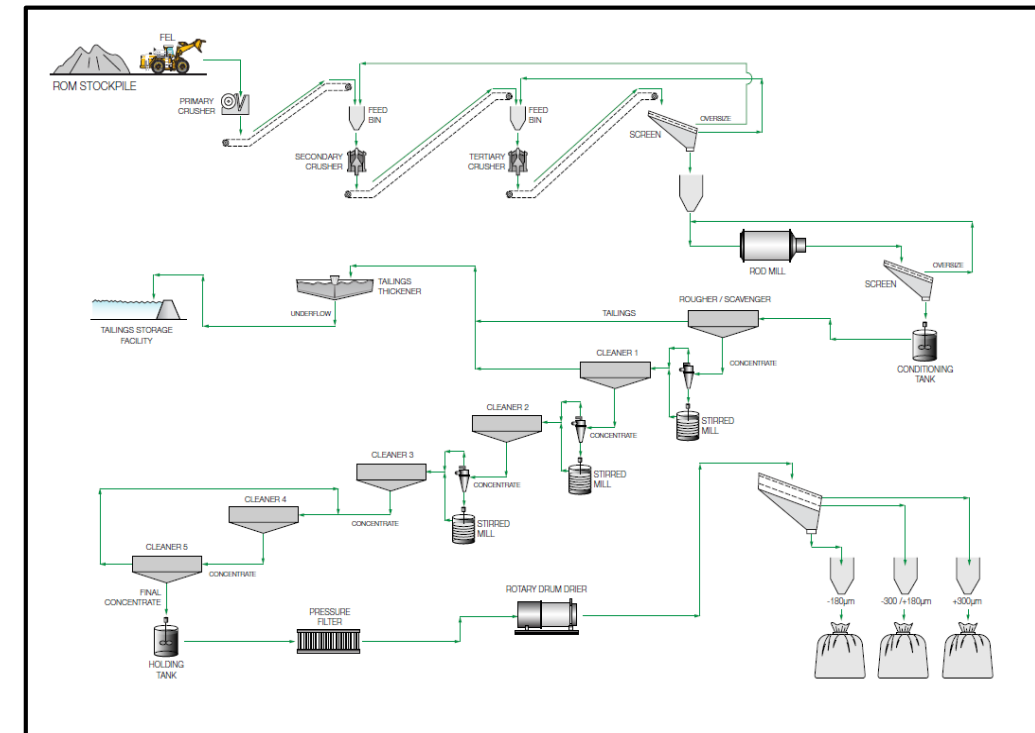 FEL
ROM STOCKPILE
PRIMARY
CRUSHER
FEED
BIN
FEED
BIN
OVERSIZE
SCREEN
SECONDARY
CRUSHER
TERTIARY
CRUSHER
ROD MILL
OVERSIZE
SCREEN
TAILINGS
THICKENER
UNDERFLOW
TAILINGS STORAGE
FACILITY
ROUGHER / SCAVENGER
TAILINGS
CONCENTRATE
CONDITIONING
TANK
CLEANER 1
STIRRED
MILL
CLEANER 2
CONCENTRATE
STIRRED
MILL
CLEANER 3
CONCENTRATE
STIRRED
MILL
CLEANER 4
CONCENTRATE
CLEANER 5
CONCENTRATE
FINAL
CONCENTRATE
HOLDING
TANK
PRESSURE
FILTER
ROTARY DRUM DRIER
-180µm
-300 /+180µm
+300µm